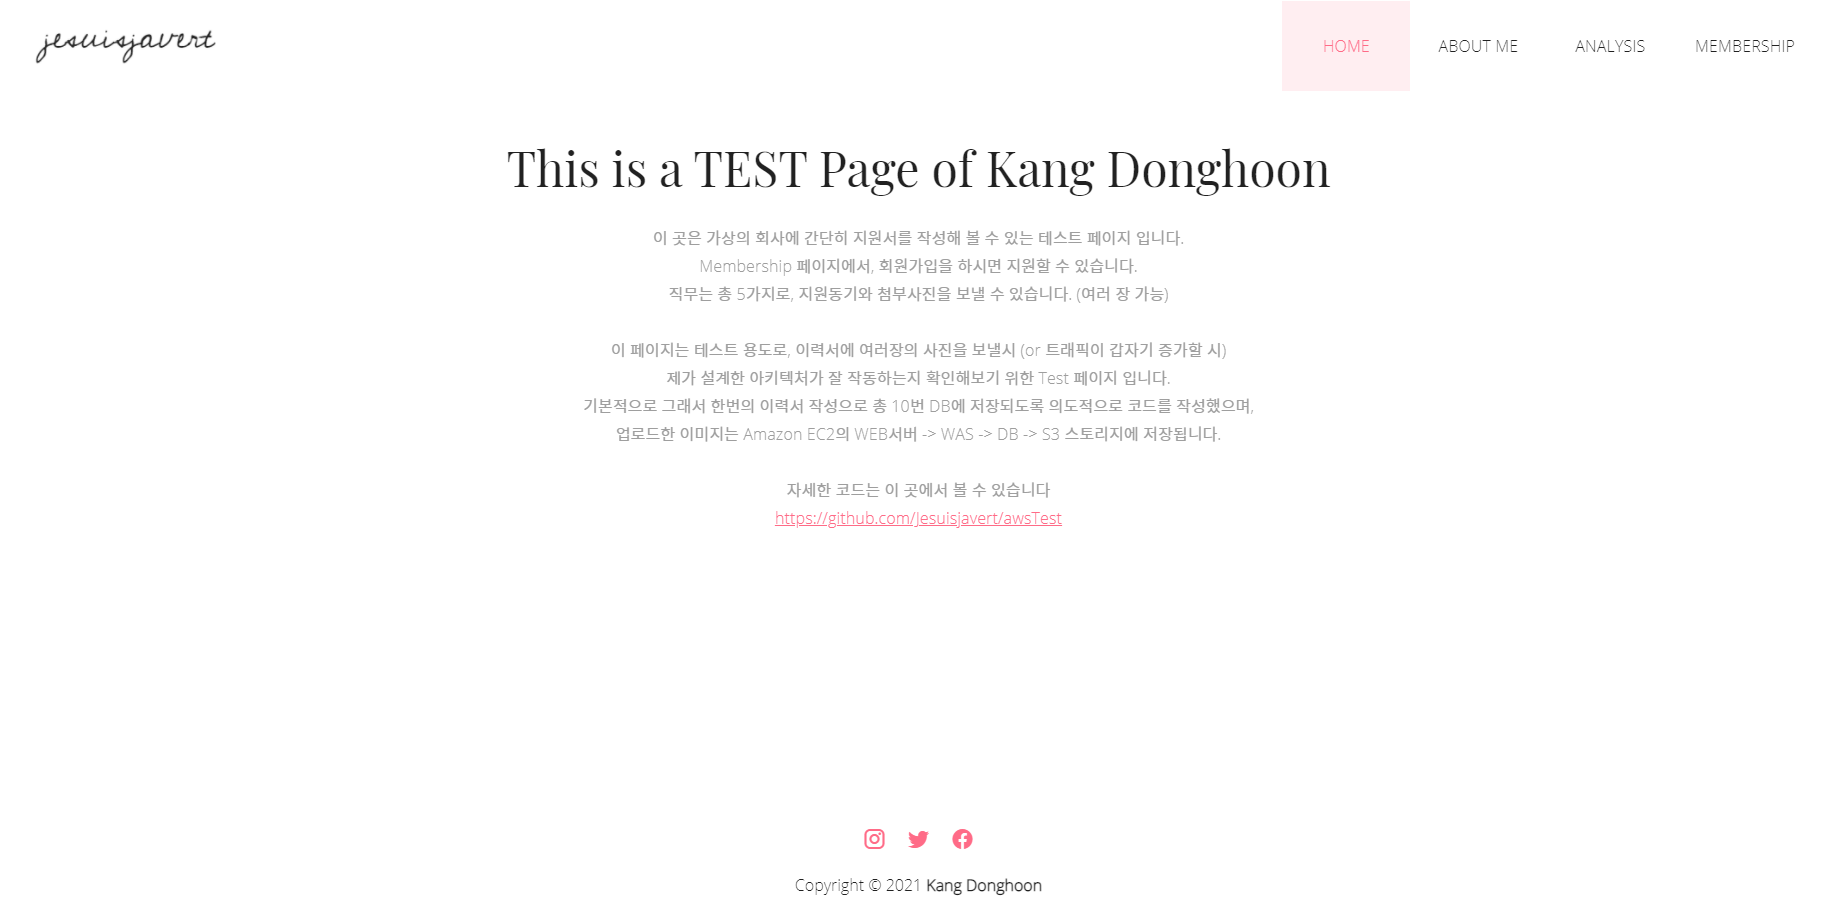 jesuisjavert
HOME
ABOUT ME
ANALYSIS
MEMBERSHIP
This is a TEST Page of Kang Donghoon
이 곳은 가상의 회사에 간단히 지원서를 작성해 볼 수 있는 테스트 페이지 입니다.
Membership 페이지에서, 회원가입을 하시면 지원할 수 있습니다.
직무는 총 5가지로, 지원동기와 첨부사진을 보낼 수 있습니다. (여러 장 가능)
이 페이지는 테스트 용도로, 이력서에 여러장의 사진을 보낼시 (or 트래픽이 갑자기 증가할 시)
제가 설계한 아키텍처가 잘 작동하는지 확인해보기 위한 Test 페이지 입니다.
기본적으로 그래서 한번의 이력서 작성으로 총 10번 DB에 저장되도록 의도적으로 코드를 작성했으며,
업로드한 이미지는 Amazon EC2의 WEB서버 -> WAS -> DB -> S3 스토리지에 저장됩니다.
자세한 코드는 이 곳에서 볼 수 있습니다
https://github.com/Jesuisjavert/awsTest
Copyright © 2021 Kang Donghoon